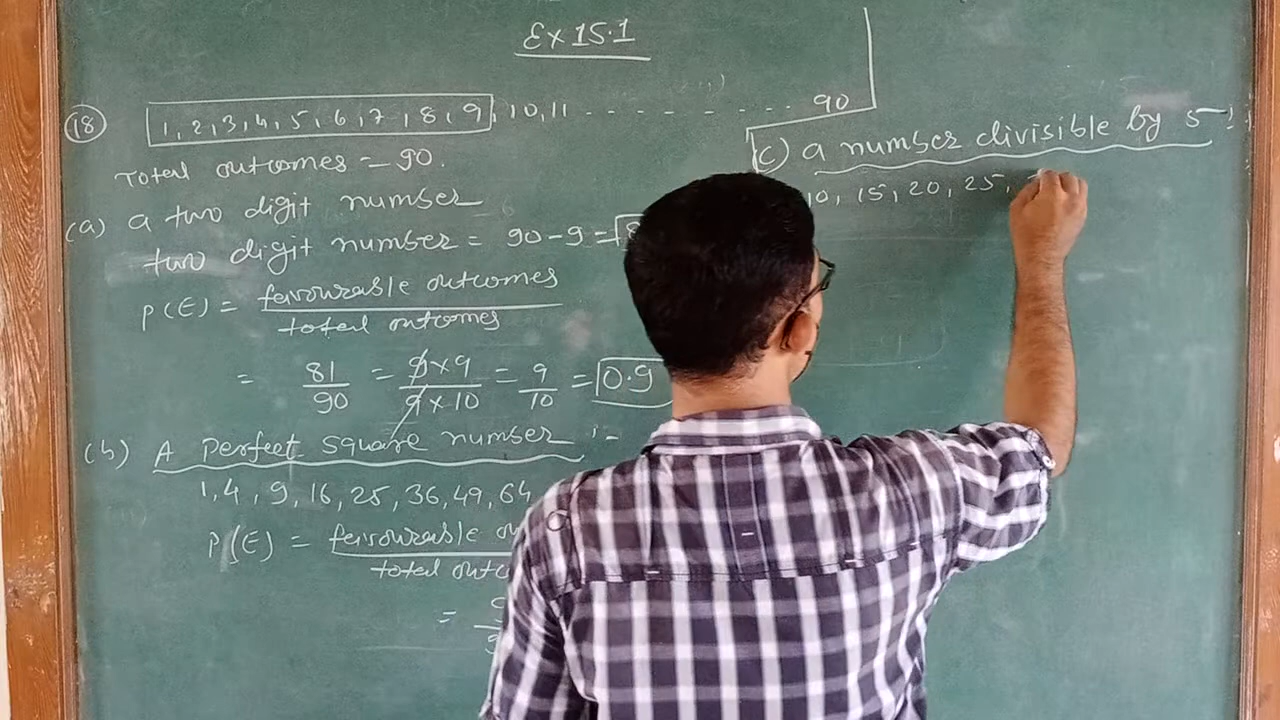 Ex 15.1
(18) 1, 2, 3, 4, 5, 6, 7, 8, 9, 10, 11 - - - - - - - - 90
Total outcomes = 90.
(a) a two digit number
two digit number = 90 - 9 =
P(E) = favourable outcomes / total outcomes
= 81/90 = 9×9/9×10 = 9/10 = 0.9
(b) A perfect square number :-
1, 4, 9, 16, 25, 36, 49, 64
P(E) = favourable / total
=
(c) a number divisible by 5 :
10, 15, 20, 25,